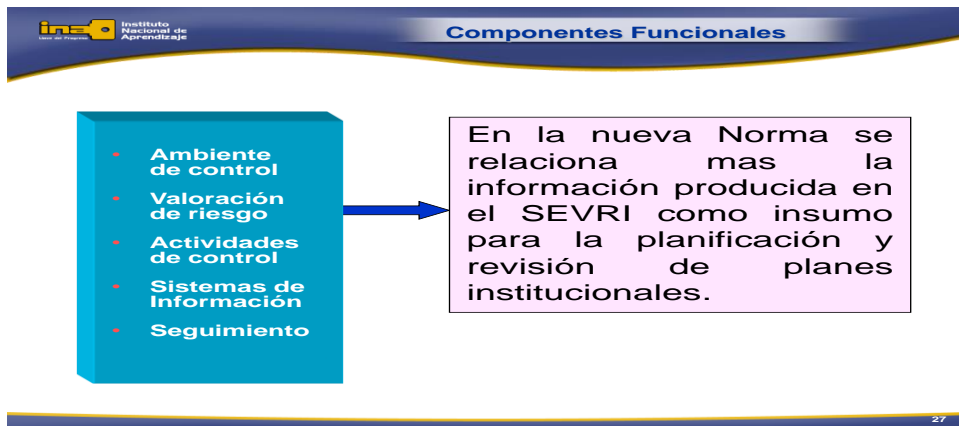 Instituto
Nacional de
Aprendizaje
Componentes Funcionales
• Ambiente
de control
• Valoración
de riesgo
• Actividades
de control
• Sistemas de
Información
• Seguimiento
En la nueva Norma se
relaciona mas la
información producida en
el SEVRI como insumo
para la planificación y
revisión de planes
institucionales.
27